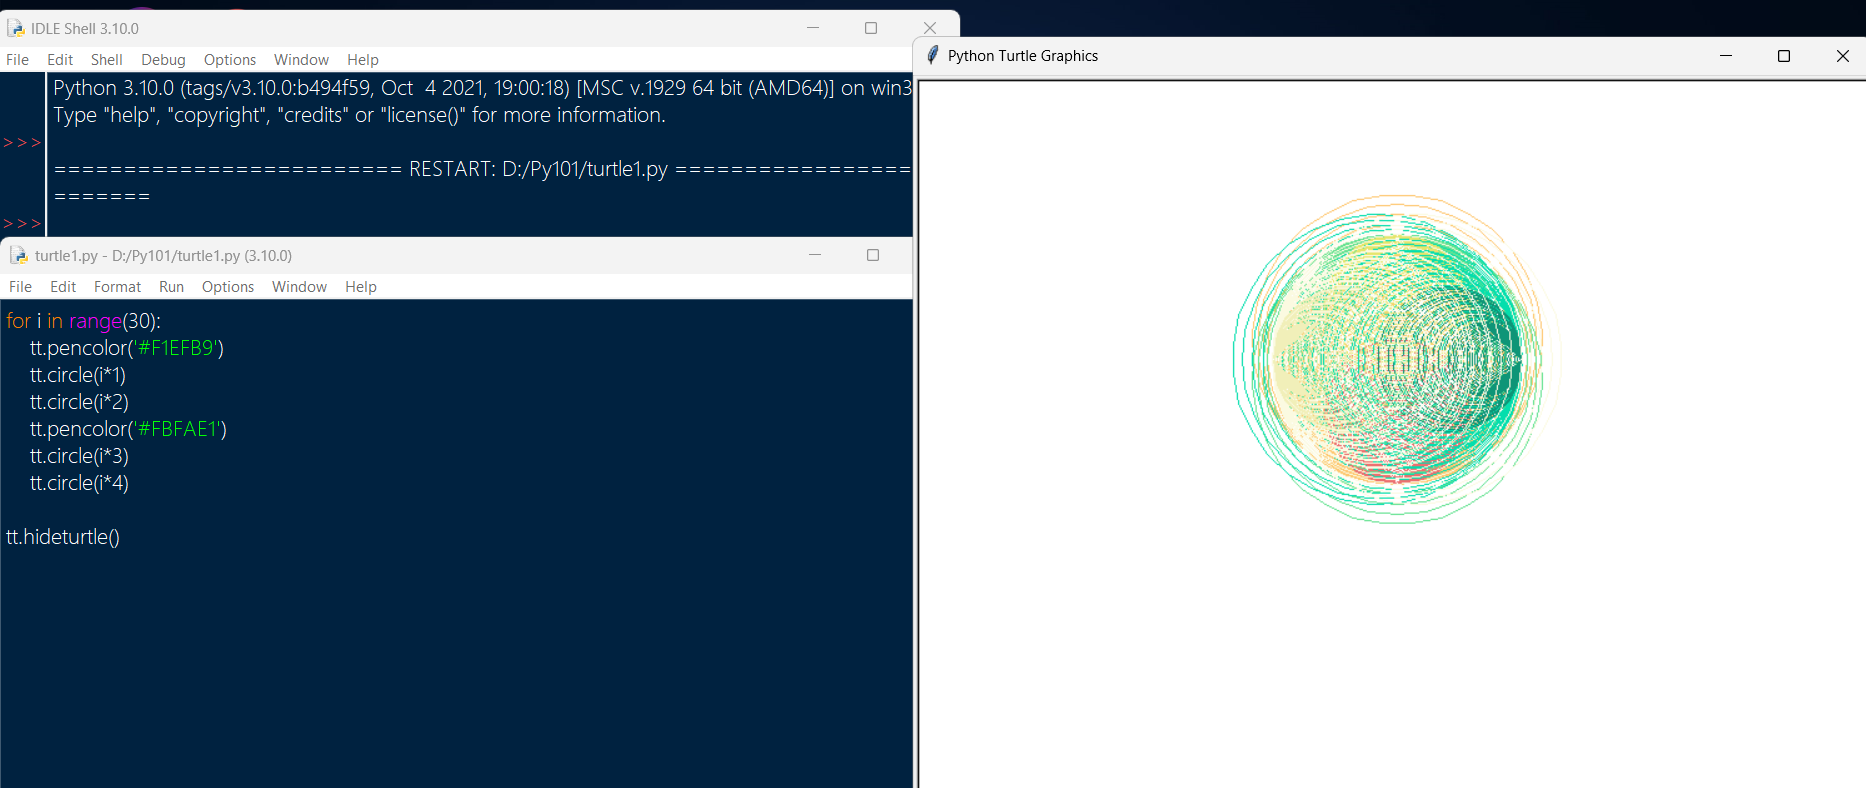 IDLE Shell 3.10.0
File Edit Shell Debug Options Window Help
Python 3.10.0 (tags/v3.10.0:b494f59, Oct  4 2021, 19:00:18) [MSC v.1929 64 bit (AMD64)] on win3
Type "help", "copyright", "credits" or "license()" for more information.
>>>
========================= RESTART: D:/Py101/turtle1.py =================
=======
>>>
turtle1.py - D:/Py101/turtle1.py (3.10.0)
File Edit Format Run Options Window Help
for i in range(30):
    tt.pencolor('#F1EFB9')
    tt.circle(i*1)
    tt.circle(i*2)
    tt.pencolor('#FBFAE1')
    tt.circle(i*3)
    tt.circle(i*4)
tt.hideturtle()
Python Turtle Graphics